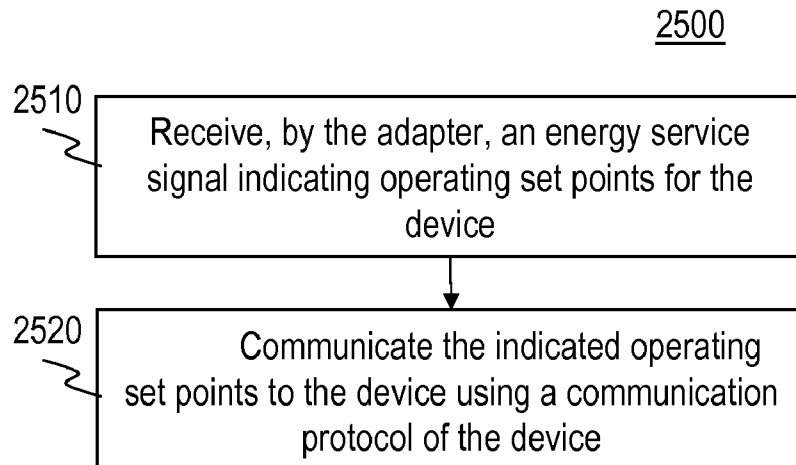 2500
2510
Receive, by the adapter, an energy service
signal indicating operating set points for the
device
2520
Communicate the indicated operating
set points to the device using a communication
protocol of the device